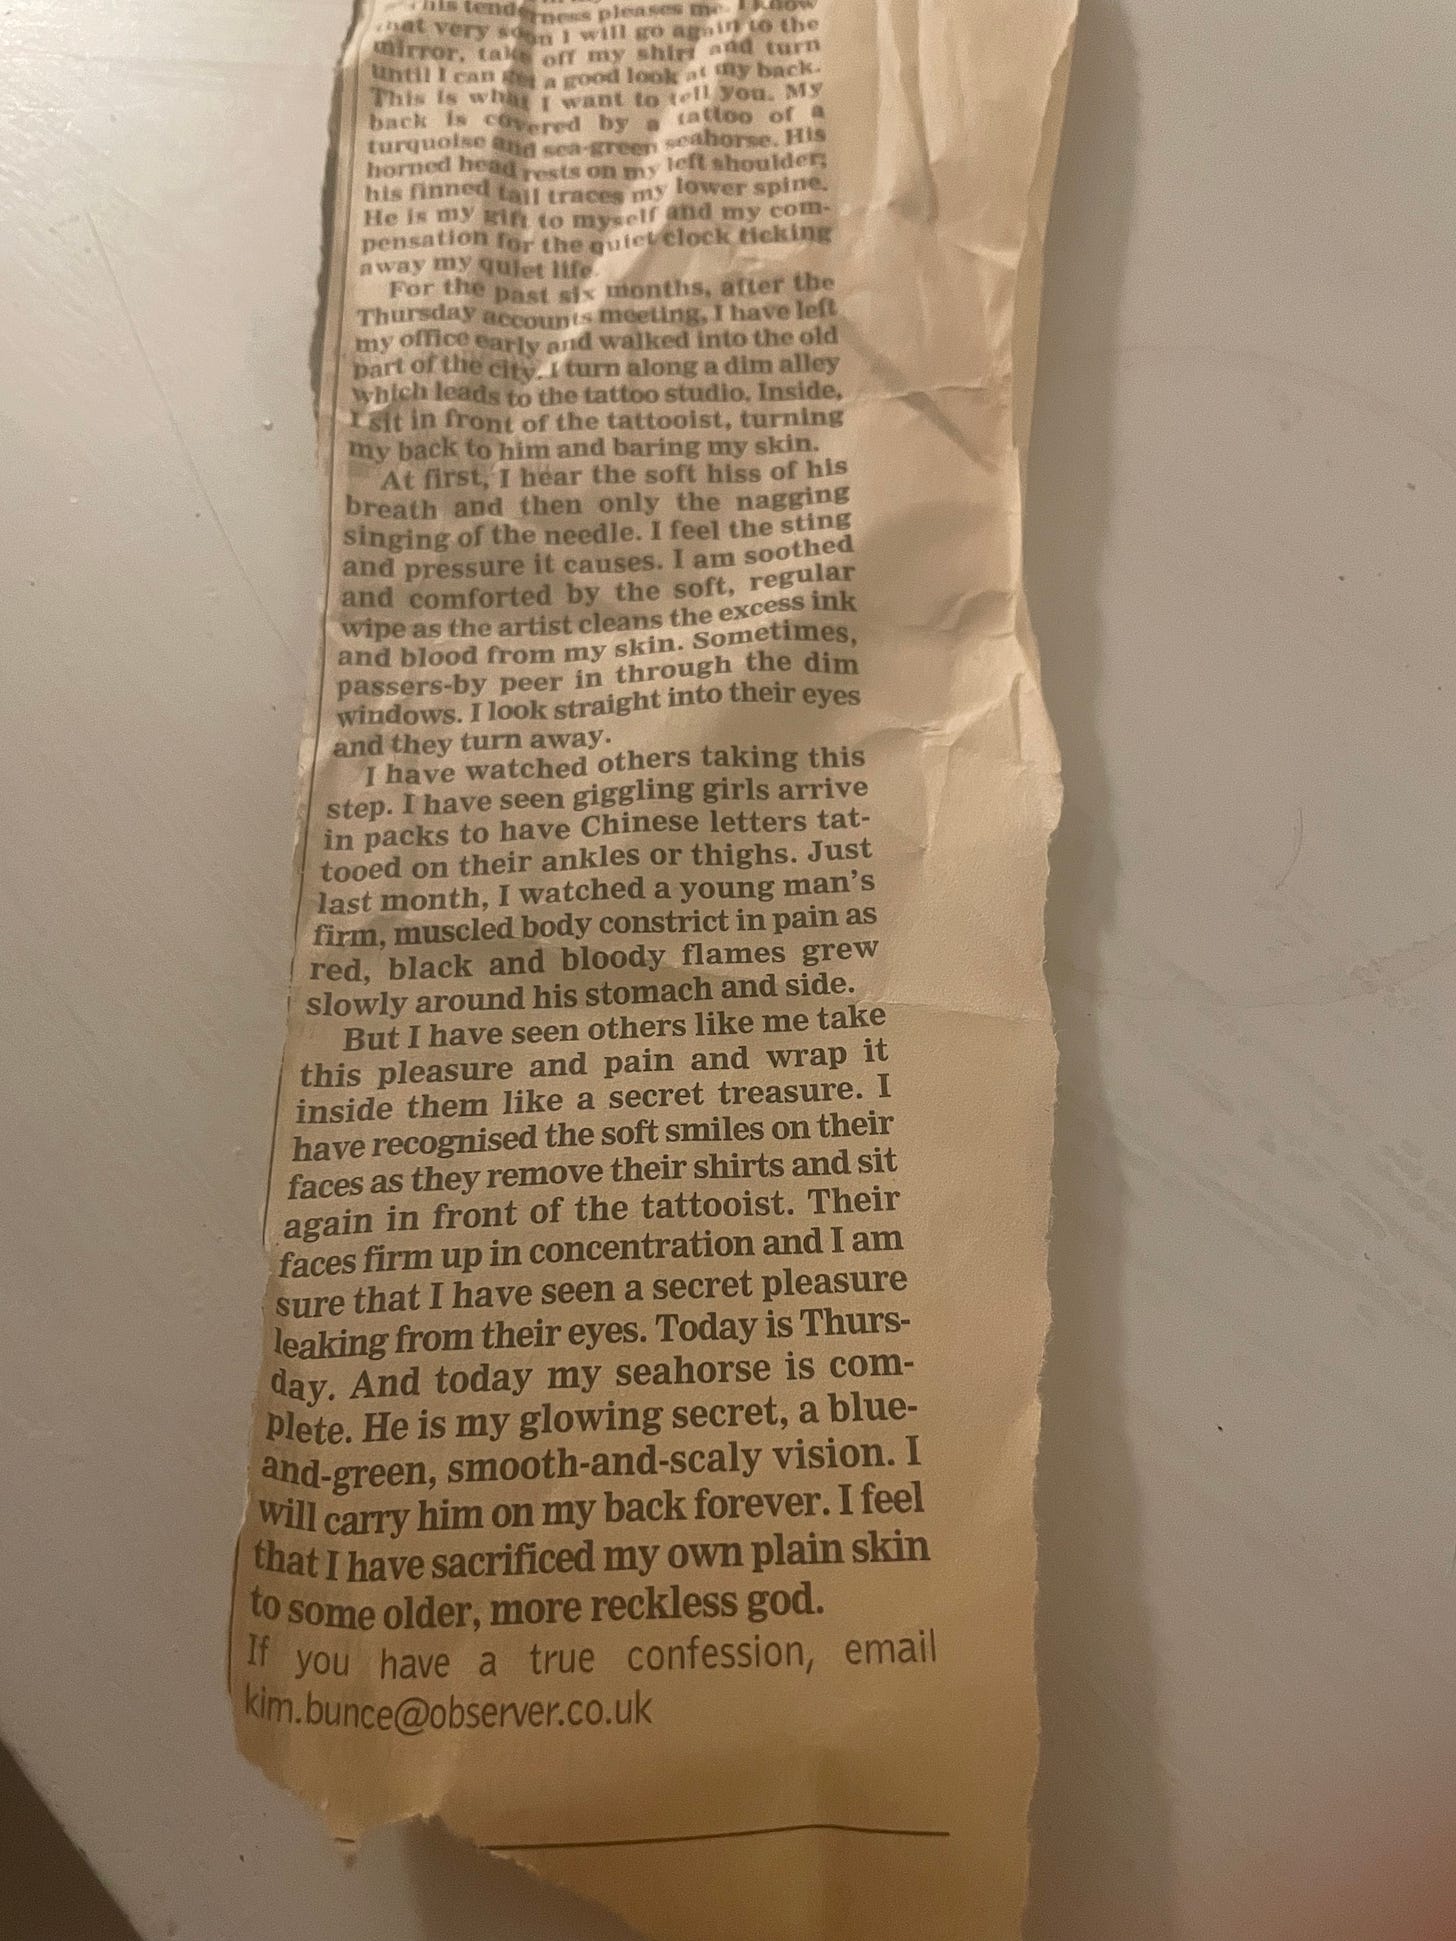 his tenderness pleases me. I know
that very soon I will go again to the
mirror, take off my shirt and turn
until I can get a good look at my back.
This is what I want to tell you. My
back is covered by a tattoo of a
turquoise and sea-green seahorse. His
horned head rests on my left shoulder;
his finned tail traces my lower spine.
He is my gift to myself and my com-
pensation for the quiet clock ticking
away my quiet life.
For the past six months, after the
Thursday accounts meeting, I have left
my office early and walked into the old
part of the city. I turn along a dim alley
which leads to the tattoo studio. Inside,
I sit in front of the tattooist, turning
my back to him and baring my skin.
At first, I hear the soft hiss of his
breath and then only the nagging
singing of the needle. I feel the sting
and pressure it causes. I am soothed
and comforted by the soft, regular
wipe as the artist cleans the excess ink
and blood from my skin. Sometimes,
passers-by peer in through the dim
windows. I look straight into their eyes
and they turn away.
I have watched others taking this
step. I have seen giggling girls arrive
in packs to have Chinese letters tat-
tooed on their ankles or thighs. Just
last month, I watched a young man's
firm, muscled body constrict in pain as
red, black and bloody flames grew
slowly around his stomach and side.
But I have seen others like me take
this pleasure and pain and wrap it
inside them like a secret treasure. I
have recognised the soft smiles on their
faces as they remove their shirts and sit
again in front of the tattooist. Their
faces firm up in concentration and I am
sure that I have seen a secret pleasure
leaking from their eyes. Today is Thurs-
day. And today my seahorse is com-
plete. He is my glowing secret, a blue-
and-green, smooth-and-scaly vision. I
will carry him on my back forever. I feel
that I have sacrificed my own plain skin
to some older, more reckless god.
If you have a true confession, email
kim.bunce@observer.co.uk